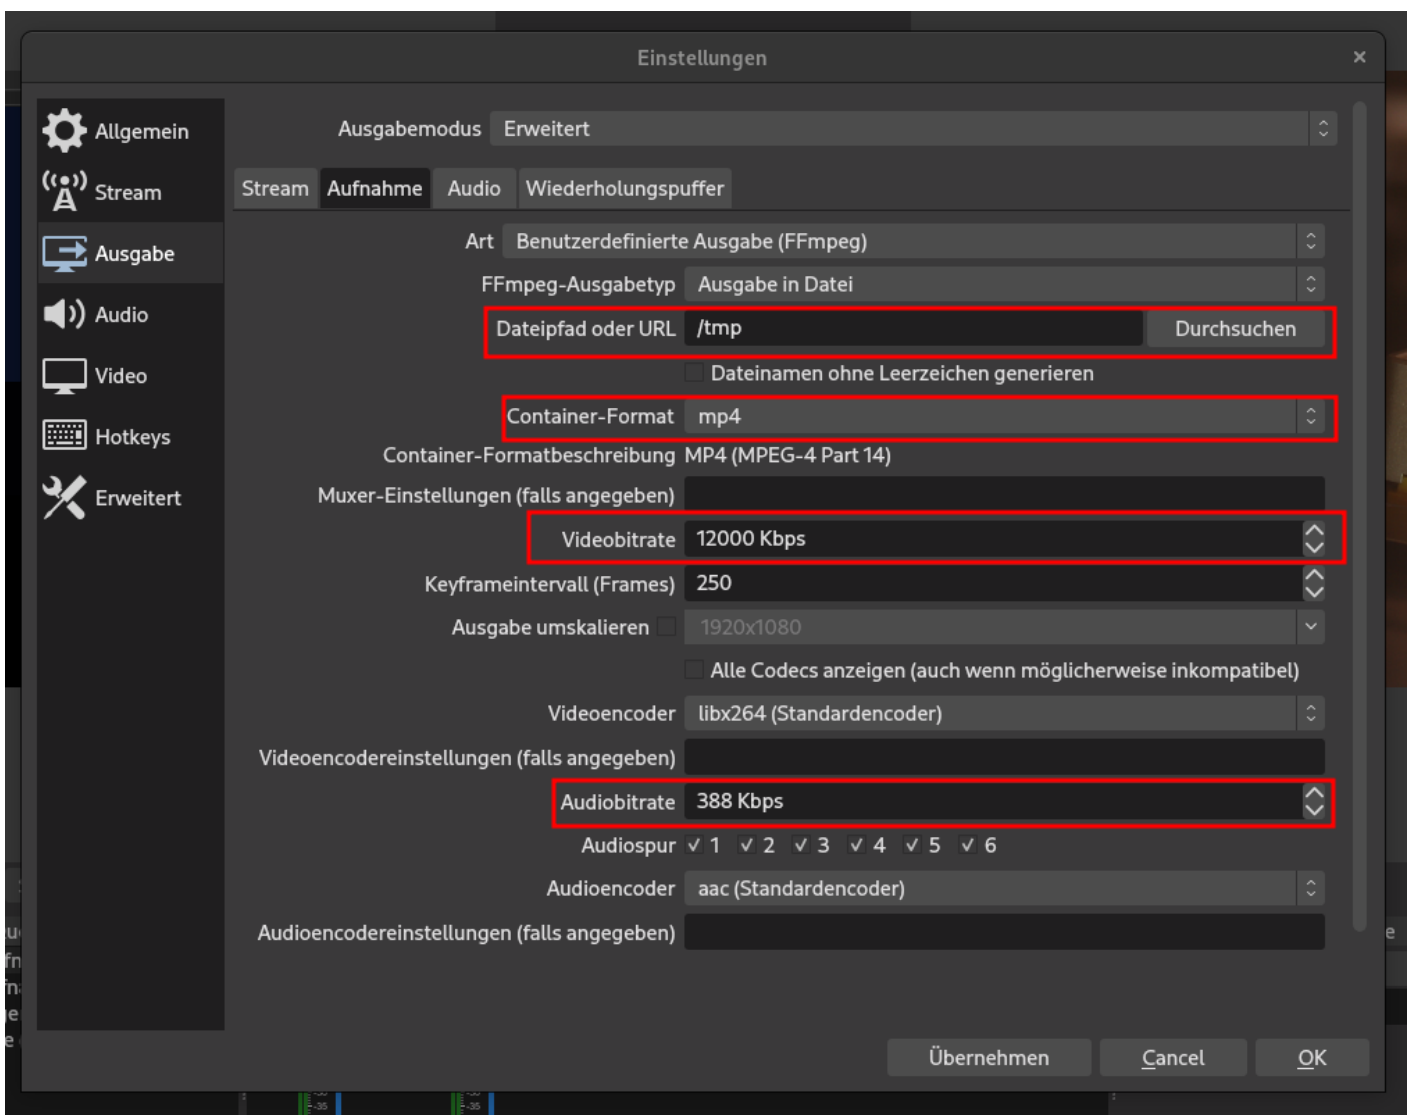 Einstellungen ×
Allgemein
Stream
Ausgabe
Audio
Video
Hotkeys
Erweitert
Ausgabemodus Erweitert
Stream Aufnahme Audio Wiederholungspuffer
Art Benutzerdefinierte Ausgabe (FFmpeg)
FFmpeg-Ausgabetyp Ausgabe in Datei
Dateipfad oder URL /tmp Durchsuchen
Dateinamen ohne Leerzeichen generieren
Container-Format mp4
Container-Formatbeschreibung MP4 (MPEG-4 Part 14)
Muxer-Einstellungen (falls angegeben)
Videobitrate 12000 Kbps
Keyframeintervall (Frames) 250
Ausgabe umskalieren 1920x1080
Alle Codecs anzeigen (auch wenn möglicherweise inkompatibel)
Videoencoder libx264 (Standardencoder)
Videoencodereinstellungen (falls angegeben)
Audiobitrate 388 Kbps
Audiospur ✓ 1 ✓ 2 ✓ 3 ✓ 4 ✓ 5 ✓ 6
Audioencoder aac (Standardencoder)
Audioencodereinstellungen (falls angegeben)
Übernehmen Cancel OK
-35 -35